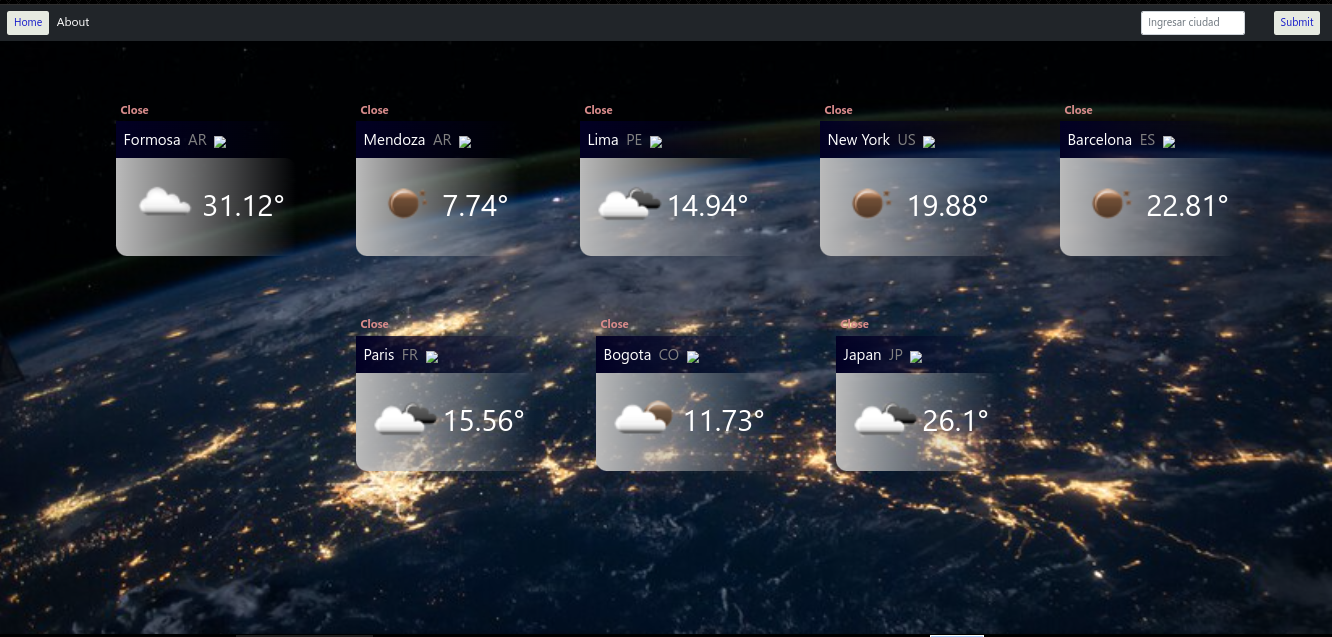 Home About Ingresar ciudad Submit
Close Close Close Close Close
Formosa AR Mendoza AR Lima PE New York US Barcelona ES
31.12° 7.74° 14.94° 19.88° 22.81°
Close Close Close
Paris FR Bogota CO Japan JP
15.56° 11.73° 26.1°